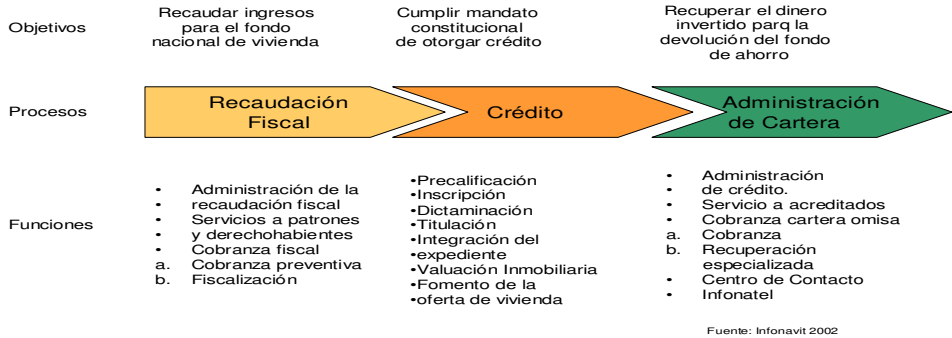 Objetivos
Recaudar ingresos
para el fondo
nacional de vivienda
Cumplir mandato
constitucional
de otorgar crédito
Recuperar el dinero
invertido parq la
devolución del fondo
de ahorro
Procesos
Recaudación
Fiscal
Crédito
Administración
de Cartera
Funciones
• Administración de la
• recaudación fiscal
• Servicios a patrones
• y derechohabientes
• Cobranza fiscal
a. Cobranza preventiva
b. Fiscalización
•Precalificación
•Inscripción
•Dictaminación
•Titulación
•Integración del
•expediente
•Valuación Inmobiliaria
•Fomento de la
•oferta de vivienda
• Administración
• de crédito.
• Servicio a acreditados
• Cobranza cartera omisa
a. Cobranza
b. Recuperación
especializada
• Centro de Contacto
• Infonatel
Fuente: Infonavit 2002